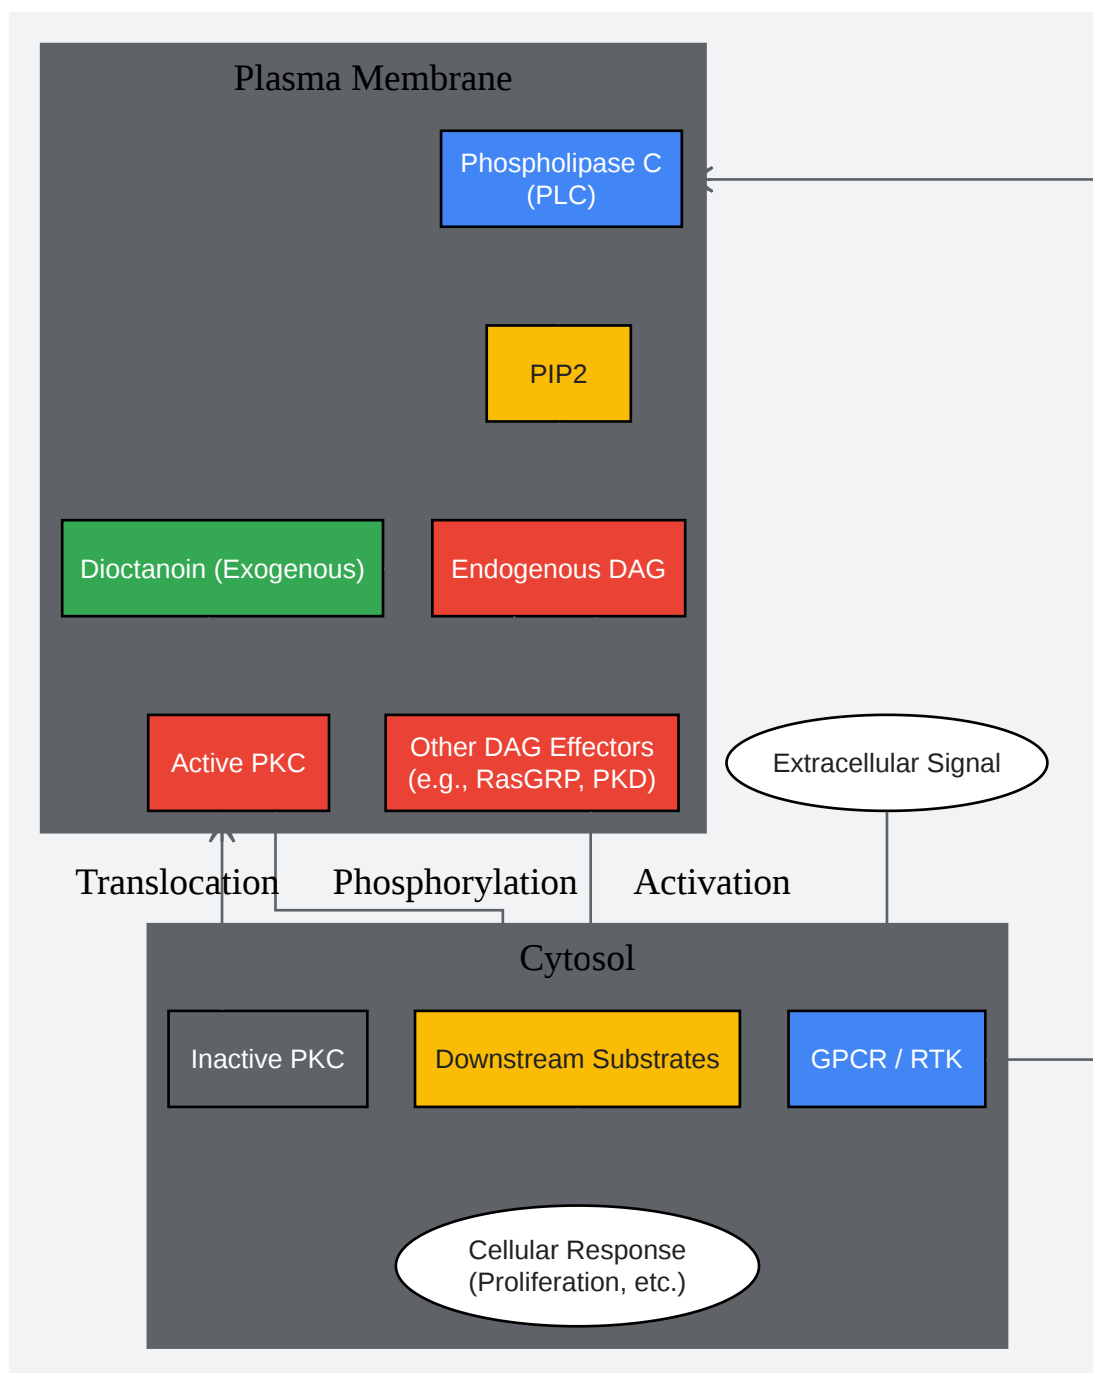 Plasma Membrane
Phospholipase C
(PLC)
PIP2
Dioctanoin (Exogenous)
Endogenous DAG
Active PKC
Other DAG Effectors
(e.g., RasGRP, PKD)
Extracellular Signal
Translocation
Phosphorylation
Activation
Cytosol
Inactive PKC
Downstream Substrates
GPCR / RTK
Cellular Response
(Proliferation, etc.)